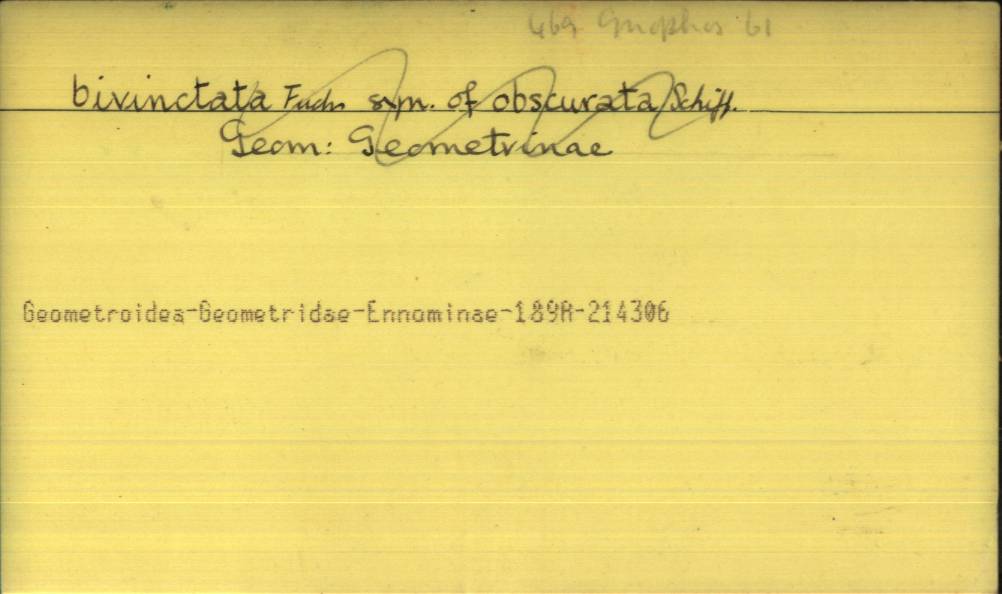 469 Gnophos 61
bivinctata Fuchs syn. of obscurata Schiff.
Geom: Geometrinae
Geometroidea-Geometridae-Ennominae-189A-214306